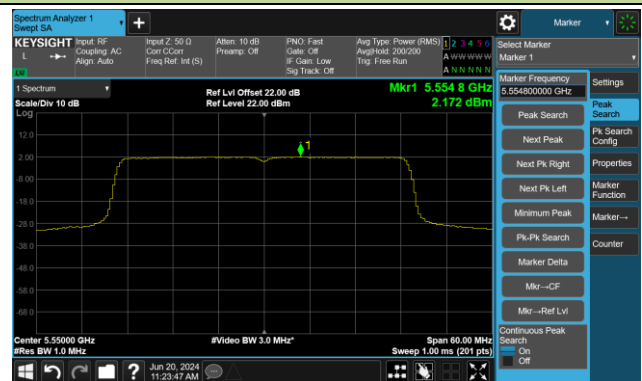 Spectrum Analyzer 1
Swept SA
+
Marker
KEYSIGHT
L
LW
Input: RF
Coupling: AC
Align: Auto
Input Z: 50 Ω
Corr CCorr
Freq Ref: Int (S)
Atten: 10 dB
Preamp: Off
PNO: Fast
Gate: Off
IF Gain: Low
Sig Track: Off
Avg Type: Power (RMS)
Avg|Hold: 200/200
Trig: Free Run
1 2 3 4 5 6
A W W W W W
A N N N N N
Select Marker
Marker 1
1 Spectrum
Scale/Div 10 dB
Log
Ref Lvl Offset 22.00 dB
Ref Level 22.00 dBm
Mkr1 5.554 8 GHz
2.172 dBm
12.0
2.00
-8.00
-18.0
-28.0
-38.0
-48.0
-58.0
-68.0
1
Center 5.55000 GHz
#Res BW 1.0 MHz
#Video BW 3.0 MHz*
Span 60.00 MHz
Sweep 1.00 ms (201 pts)
Marker Frequency
5.554800000 GHz
Peak Search
Next Peak
Next Pk Right
Next Pk Left
Minimum Peak
Pk-Pk Search
Marker Delta
Mkr→CF
Mkr→Ref Lvl
Continuous Peak
Search
On
Off
Settings
Peak
Search
Pk Search
Config
Properties
Marker
Function
Marker→
Counter
?
Jun 20, 2024
11:23:47 AM